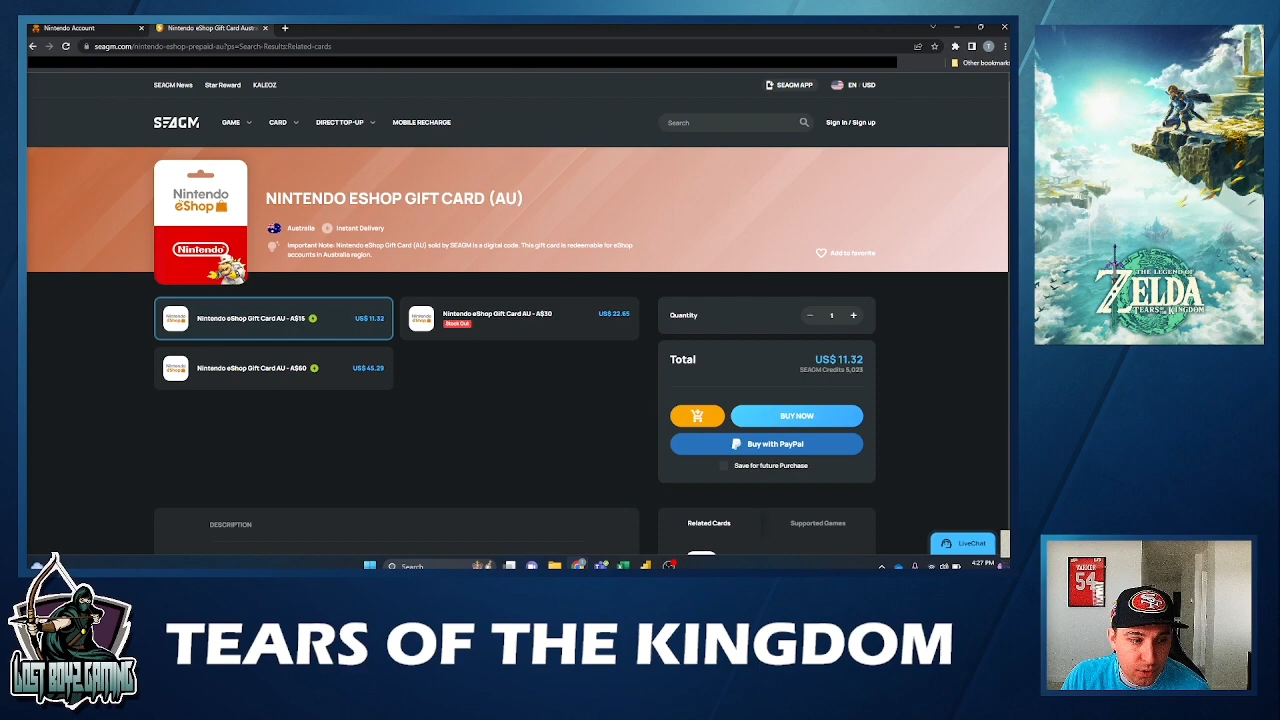 Nintendo Account
Nintendo eShop Gift Card Austr
seagm.com/nintendo-eshop-prepaid-au?ps=Search-Results:Related-cards
Other bookmarks
SEAGM News Star Reward KALEOZ
SEAGM APP EN USD
SEAGM GAME CARD DIRECT TOP-UP MOBILE RECHARGE
Search
Sign In / Sign up
Nintendo
eShop
Nintendo
NINTENDO ESHOP GIFT CARD (AU)
Australia Instant Delivery
Important Note: Nintendo eShop Gift Card (AU) sold by SEAGM is a digital code. This gift card is redeemable for eShop
accounts in Australia region.
Add to favorite
Nintendo eShop Gift Card AU - A$15 US$ 11.32
Nintendo eShop Gift Card AU - A$30 US$ 22.65
Stock Out
Nintendo eShop Gift Card AU - A$60 US$ 45.29
Quantity 1
Total US$ 11.32
SEAGM Credits 5,023
BUY NOW
Buy with PayPal
Save for future Purchase
DESCRIPTION
Related Cards Supported Games
LiveChat
Search
4:27 PM
THE LEGEND OF
ZELDA
TEARS OF THE KINGDOM
54
LOST BOYZ GAMING
TEARS OF THE KINGDOM